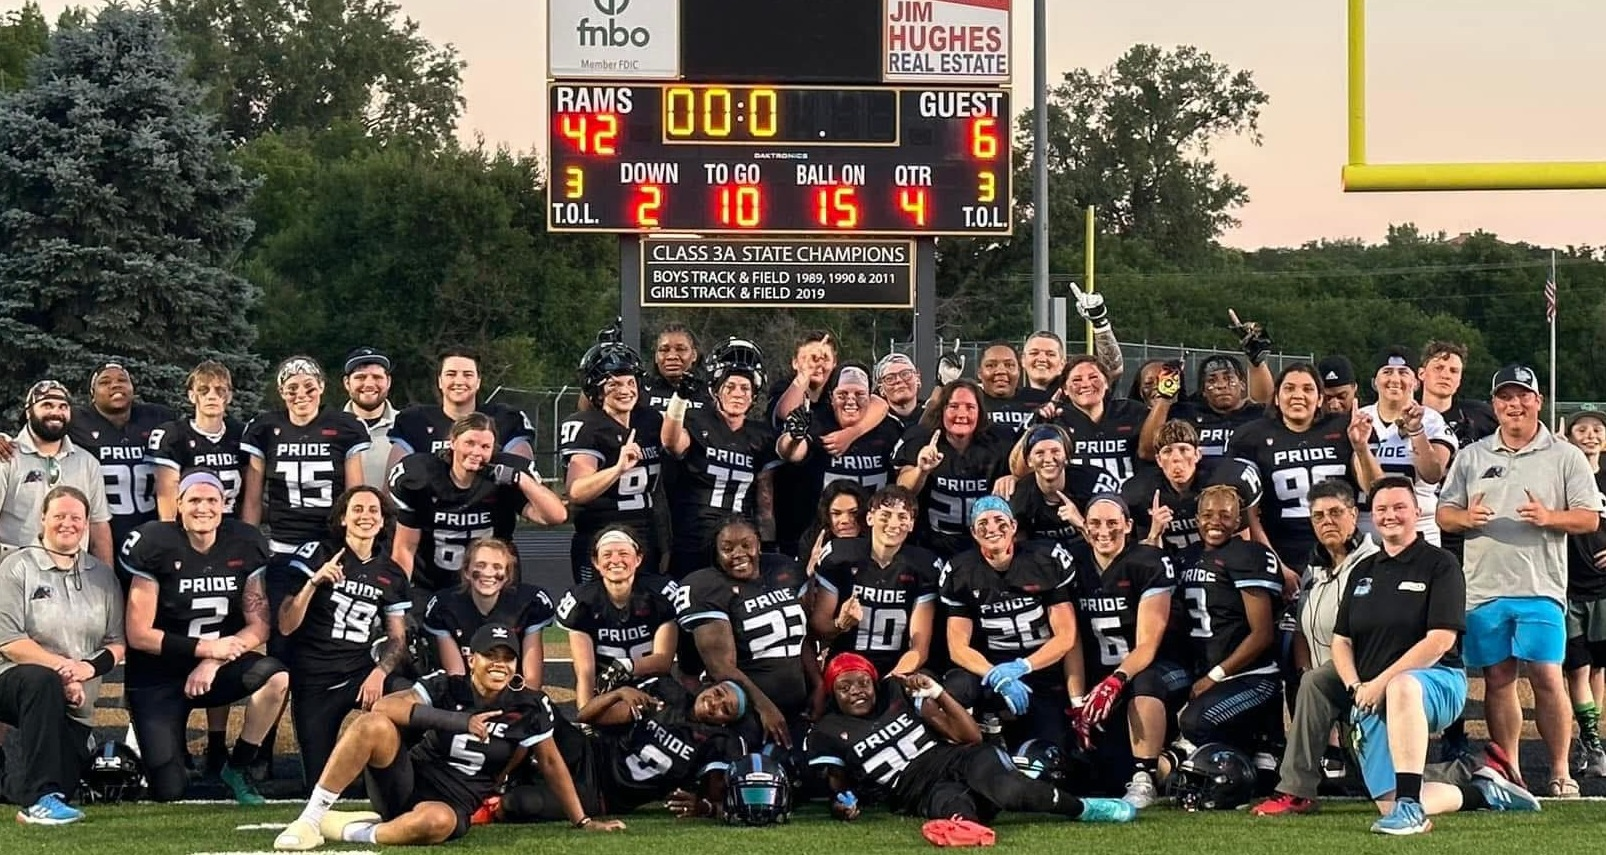 fnbo
Member FDIC
JIM
HUGHES
REAL ESTATE
RAMS 00:0 GUEST
42 6
DAKTRONICS
DOWN TO GO BALL ON QTR
3 2 10 15 4 3
T.O.L. T.O.L.
CLASS 3A STATE CHAMPIONS
BOYS TRACK & FIELD 1989, 1990 & 2011
GIRLS TRACK & FIELD 2019
PRIDE
PRIDE
90
PRIDE
15
PRIDE
97
PRIDE
77
PRIDE
PRIDE
PRIDE
PRIDE
PRIDE
2
PRIDE
19
PRIDE
PRIDE
PRIDE
23
PRIDE
10
PRIDE
PRIDE
6
PRIDE
3
5
PRIDE
PRIDE
35